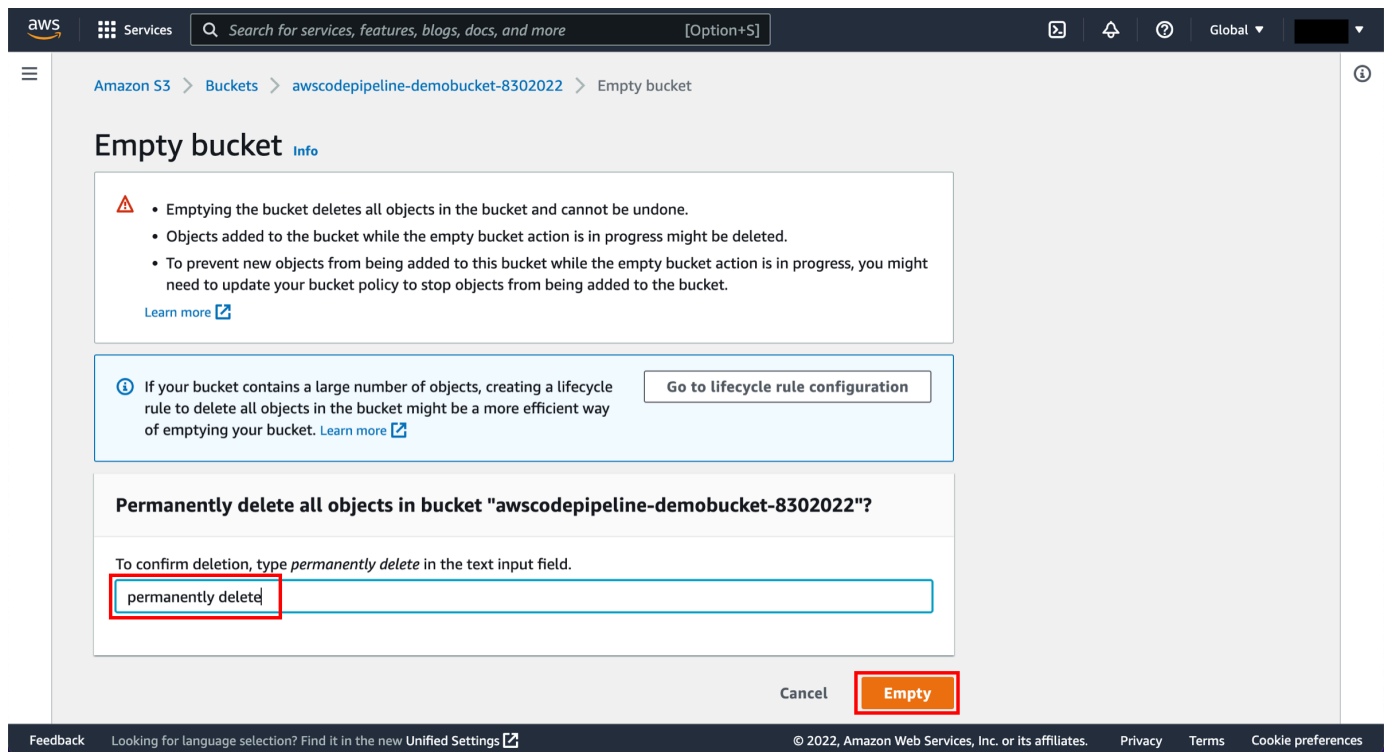 aws
Services
Search for services, features, blogs, docs, and more
[Option+S]
Global
Amazon S3 > Buckets > awscodepipeline-demobucket-8302022 > Empty bucket
Empty bucket Info
• Emptying the bucket deletes all objects in the bucket and cannot be undone.
• Objects added to the bucket while the empty bucket action is in progress might be deleted.
• To prevent new objects from being added to this bucket while the empty bucket action is in progress, you might
need to update your bucket policy to stop objects from being added to the bucket.
Learn more
If your bucket contains a large number of objects, creating a lifecycle
rule to delete all objects in the bucket might be a more efficient way
of emptying your bucket. Learn more
Go to lifecycle rule configuration
Permanently delete all objects in bucket "awscodepipeline-demobucket-8302022"?
To confirm deletion, type permanently delete in the text input field.
permanently delete
Cancel
Empty
Feedback
Looking for language selection? Find it in the new Unified Settings
© 2022, Amazon Web Services, Inc. or its affiliates.
Privacy
Terms
Cookie preferences